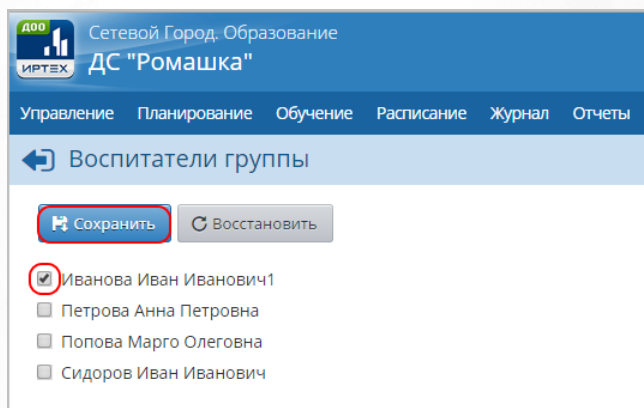 ДОО
ИРТЕХ
Сетевой Город. Образование
ДС "Ромашка"
Управление Планирование Обучение Расписание Журнал Отчеты
Воспитатели группы
Сохранить Восстановить
Иванова Иван Иванович1
Петрова Анна Петровна
Попова Марго Олеговна
Сидоров Иван Иванович